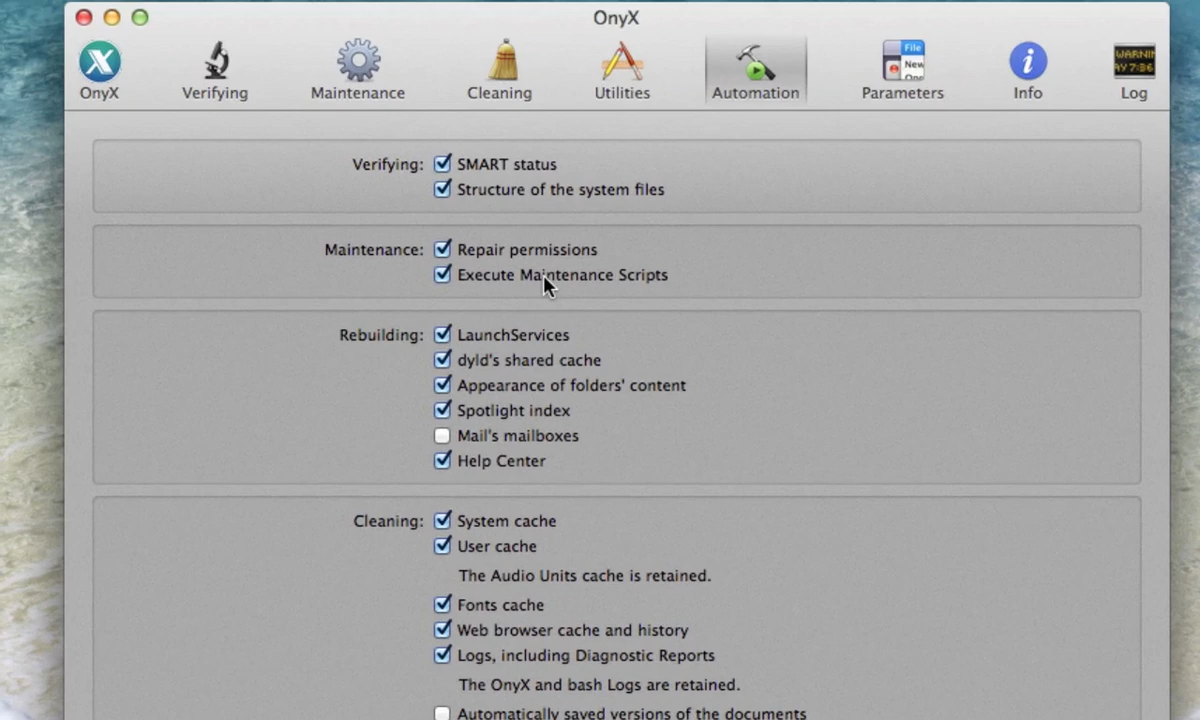 OnyX
OnyX
Verifying
Maintenance
Cleaning
Utilities
Automation
File
New
Parameters
Info
Log
Verifying: SMART status
Structure of the system files
Maintenance: Repair permissions
Execute Maintenance Scripts
Rebuilding: LaunchServices
dyld's shared cache
Appearance of folders' content
Spotlight index
Mail's mailboxes
Help Center
Cleaning: System cache
User cache
The Audio Units cache is retained.
Fonts cache
Web browser cache and history
Logs, including Diagnostic Reports
The OnyX and bash Logs are retained.
Automatically saved versions of the documents